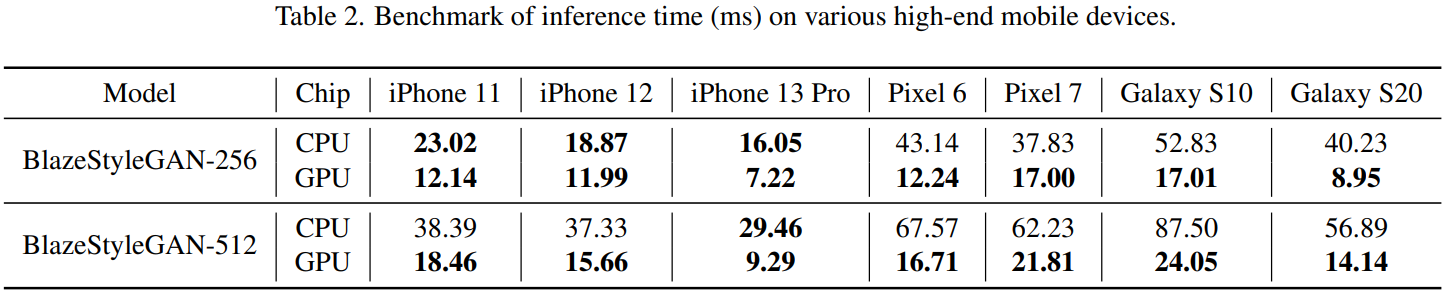 Table 2. Benchmark of inference time (ms) on various high-end mobile devices.
Model Chip iPhone 11 iPhone 12 iPhone 13 Pro Pixel 6 Pixel 7 Galaxy S10 Galaxy S20
BlazeStyleGAN-256 CPU 23.02 18.87 16.05 43.14 37.83 52.83 40.23
GPU 12.14 11.99 7.22 12.24 17.00 17.01 8.95
BlazeStyleGAN-512 CPU 38.39 37.33 29.46 67.57 62.23 87.50 56.89
GPU 18.46 15.66 9.29 16.71 21.81 24.05 14.14